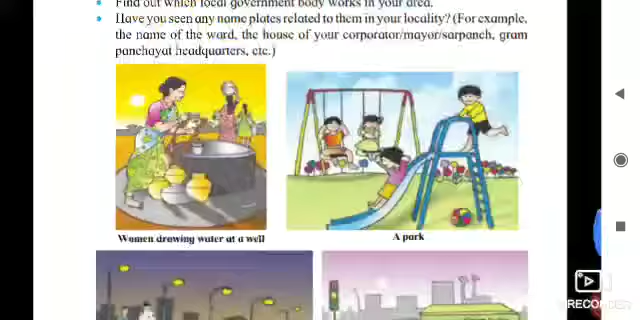 Find out which local government body works in your area.
Have you seen any name plates related to them in your locality? (For example,
the name of the ward, the house of your corporator/mayor/sarpanch, gram
panchayat headquarters, etc.)
Women drawing water at a well
A park
RECORDER